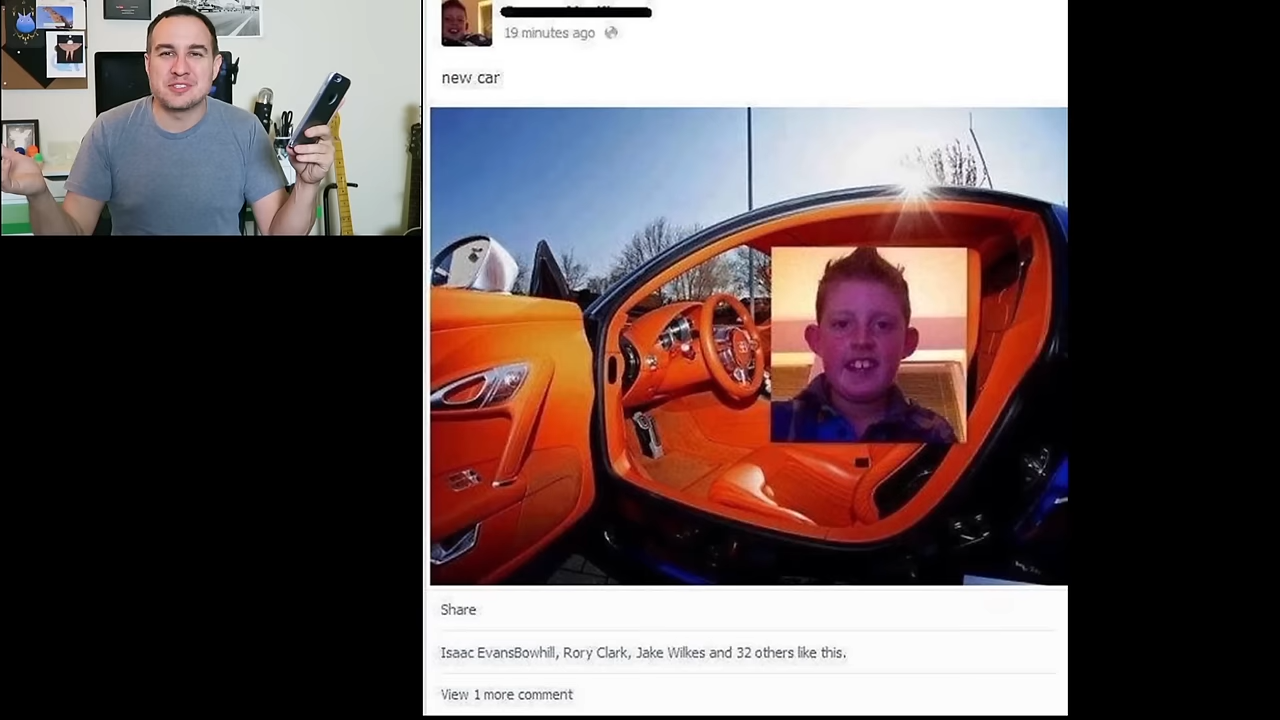 19 minutes ago
new car
Share
Isaac EvansBowhill, Rory Clark, Jake Wilkes and 32 others like this.
View 1 more comment